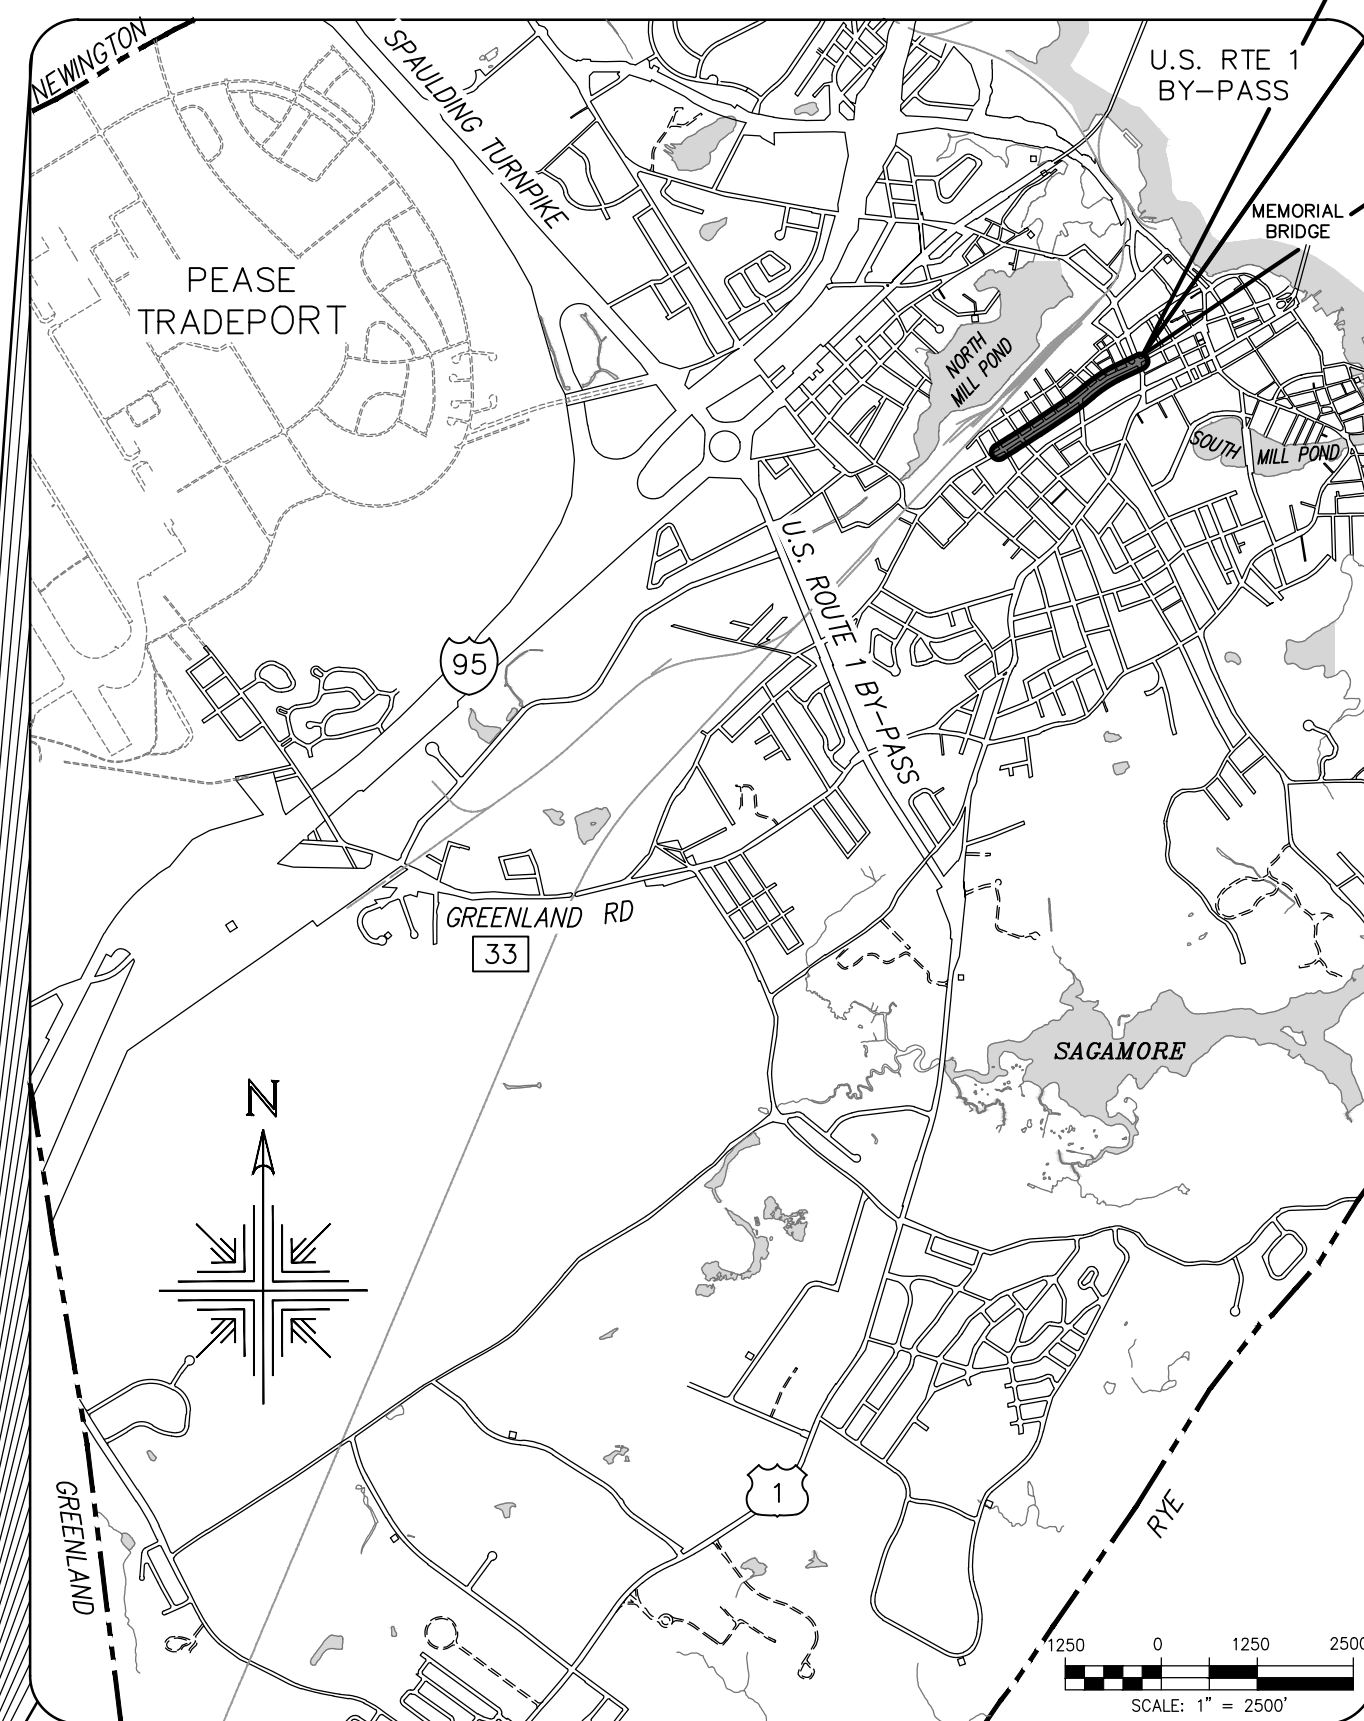 NEWINGTON
SPAULDING TURNPIKE
U.S. RTE 1
BY-PASS
MEMORIAL
BRIDGE
PEASE
TRADEPORT
NORTH
MILL POND
SOUTH MILL POND
U.S. ROUTE 1 BY-PASS
95
GREENLAND RD
33
SAGAMORE
N
1
GREENLAND
RYE
1250 0 1250 2500
SCALE: 1" = 2500'